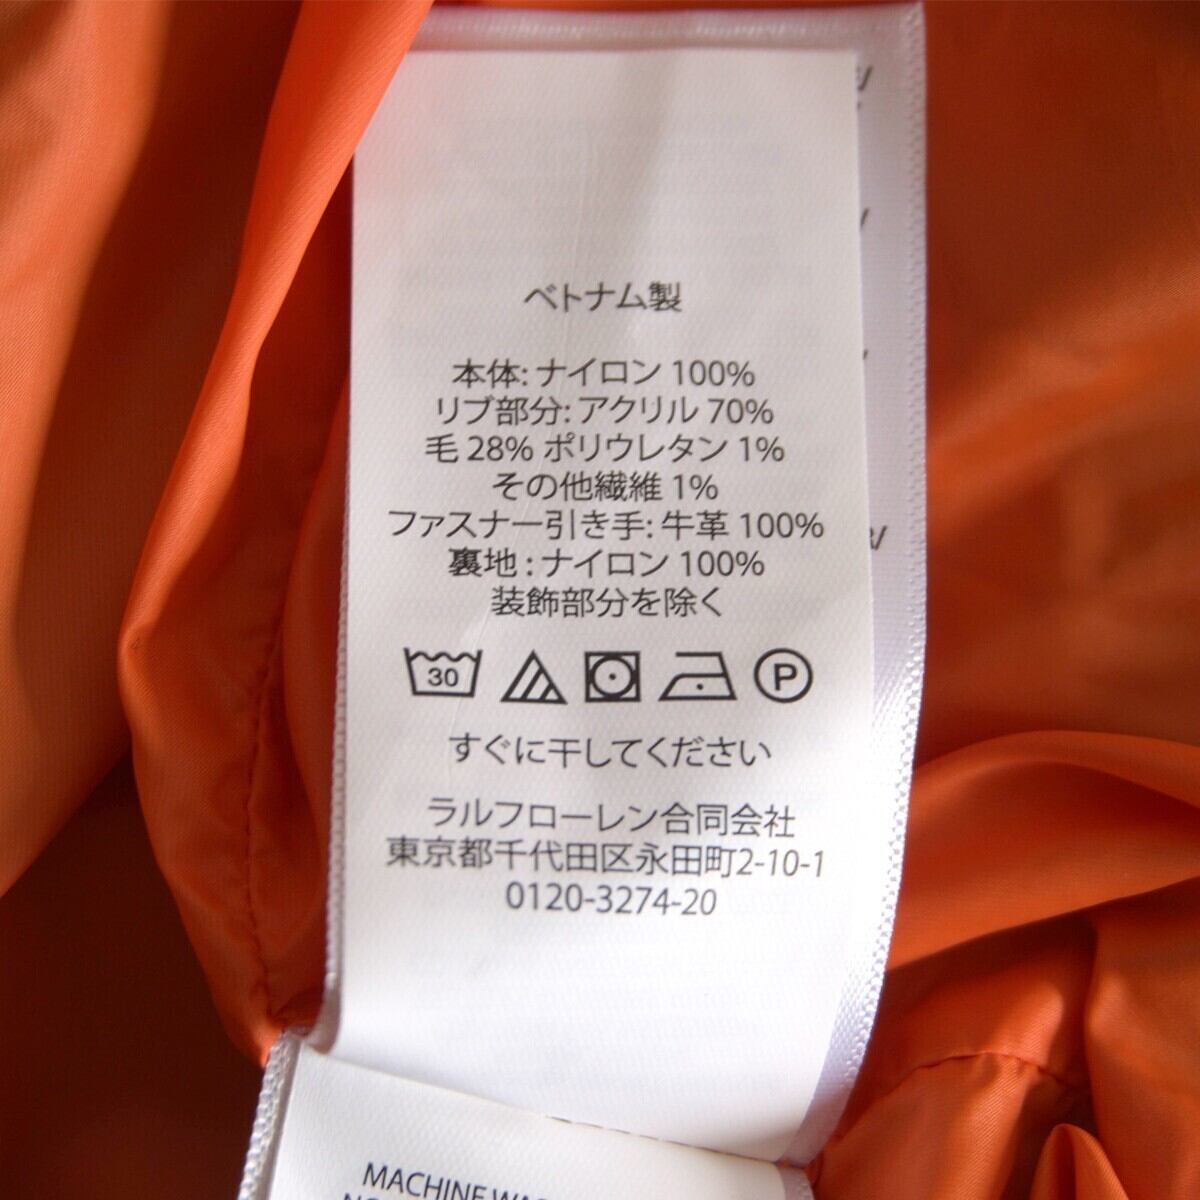 ベトナム製
本体: ナイロン 100%
リブ部分: アクリル 70%
毛 28% ポリウレタン 1%
その他繊維 1%
ファスナー引き手: 牛革 100%
裏地 : ナイロン 100%
装飾部分を除く
30 P
すぐに干してください
ラルフローレン合同会社
東京都千代田区永田町2-10-1
0120-3274-20
MACHINE